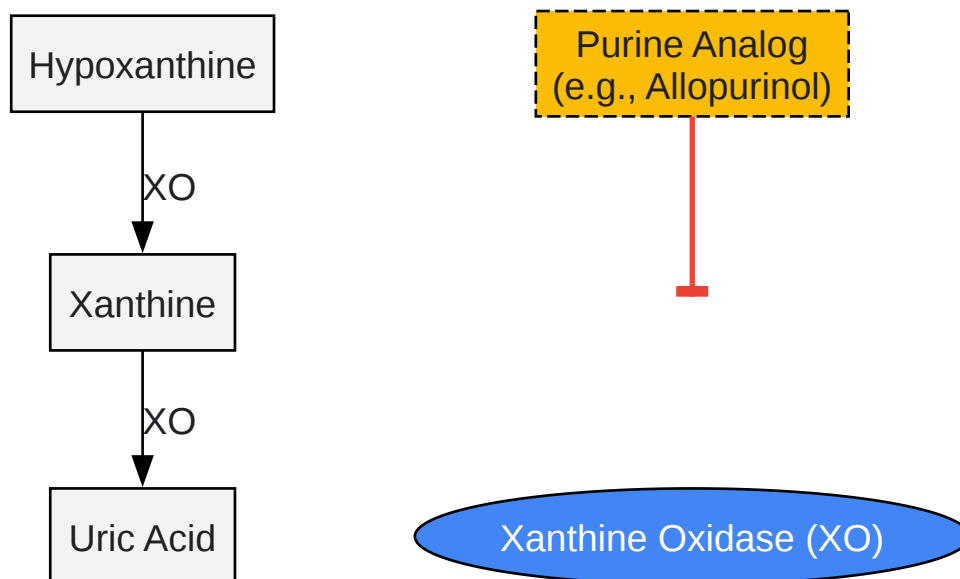 Hypoxanthine
Purine Analog
(e.g., Allopurinol)
XO
Xanthine
XO
Uric Acid
Xanthine Oxidase (XO)